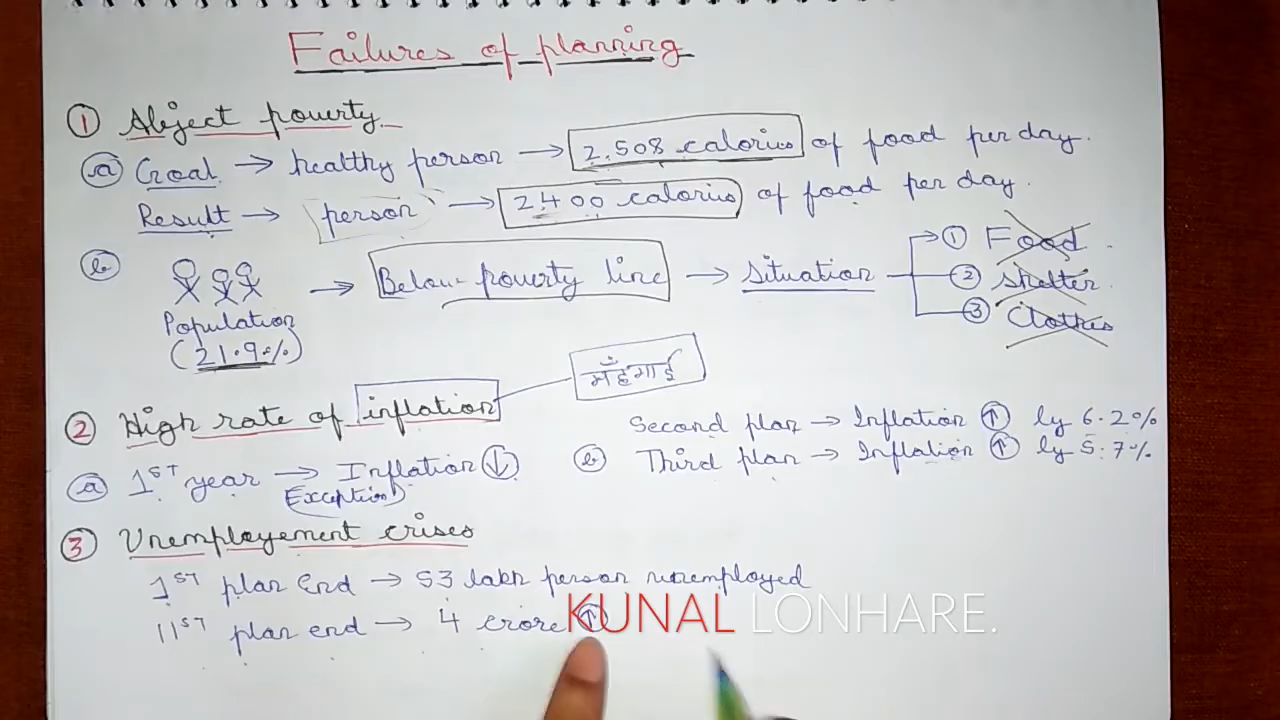 Failures of planning
① Abject poverty
ⓐ Goal → healthy person → 2,508 calories of food per day.
Result → person → 2400 calories of food per day.
ⓑ Population (21.9%) → Below poverty line → Situation
① Food
② Shelter
③ Clothes
② High rate of inflation
मँहगाई
ⓐ 1ST year → Inflation ↓
(Exception)
ⓑ Second plan → Inflation ↑ by 6.2%
Third plan → Inflation ↑ by 5.7%
③ Unemployement crises
1ST plan End → 53 lakh person unemployed
11ST plan end → 4 crore ↑
KUNAL LONHARE.